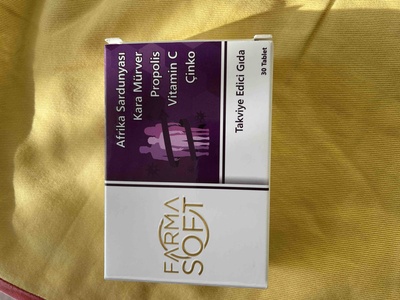 Afrika Sardunyası
Kara Mürver
Propolis
Vitamin C
Çinko
Takviye Edici Gıda
30 Tablet
FARMA
SOFT